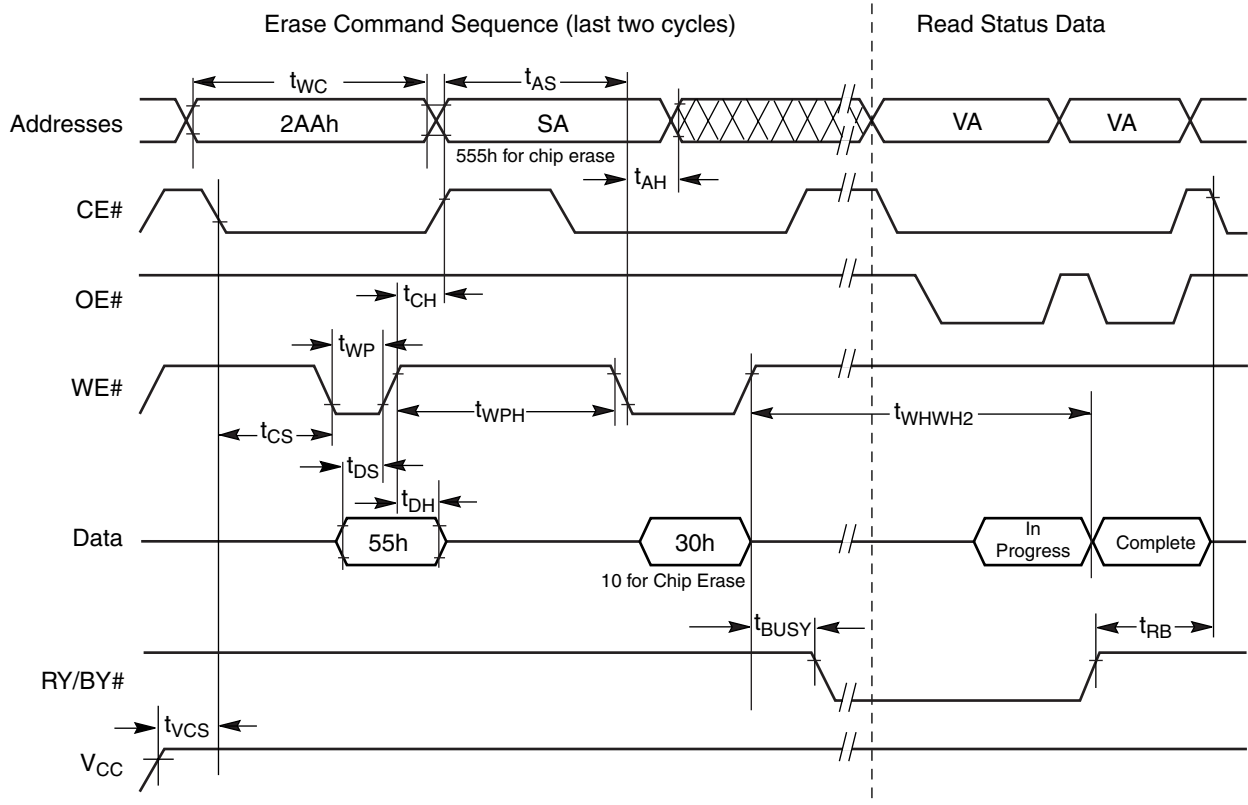 Erase Command Sequence (last two cycles)
Read Status Data
tWC
tAS
Addresses
2AAh
SA
VA
VA
555h for chip erase
tAH
CE#
tCH
OE#
tWP
WE#
tWPH
tWHWH2
tCS
tDS
tDH
Data
55h
30h
In
Progress
Complete
10 for Chip Erase
tBUSY
tRB
RY/BY#
tVCS
VCC